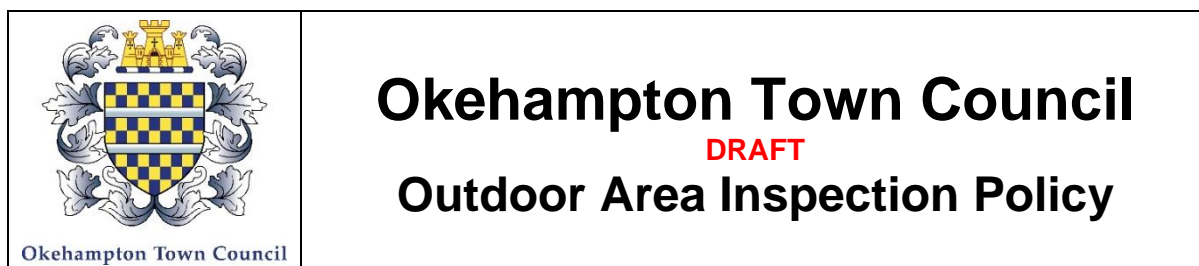 Okehampton Town Council
Okehampton Town Council
DRAFT
Outdoor Area Inspection Policy